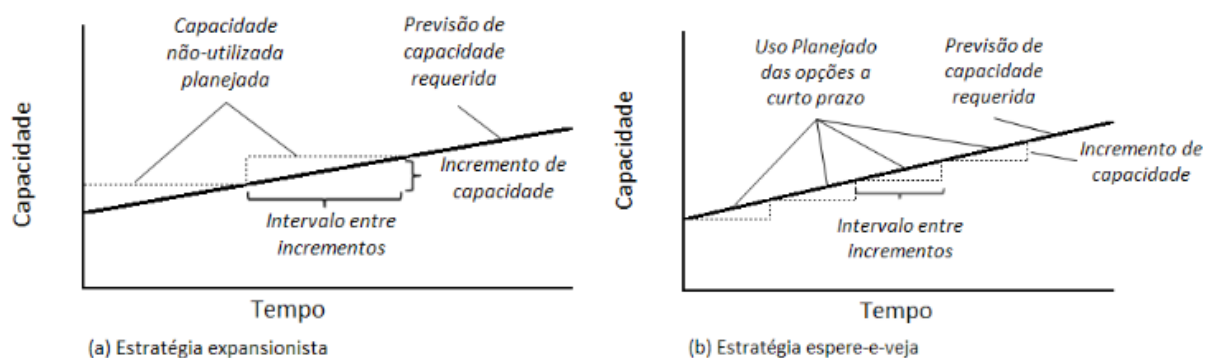 Capacidade
não-utilizada
planejada
Previsão de
capacidade
requerida
Capacidade
Incremento de
capacidade
Intervalo entre
incrementos
Tempo
(a) Estratégia expansionista
Uso Planejado
das opções a
curto prazo
Previsão de
capacidade
requerida
Capacidade
Incremento de
capacidade
Intervalo entre
incrementos
Tempo
(b) Estratégia espere-e-veja